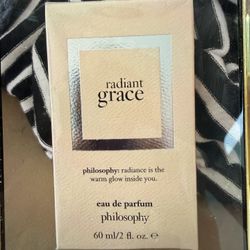 radiant
grace
philosophy: radiance is the
warm glow inside you.
eau de parfum
philosophy
60 ml/2 fl. oz. ℮